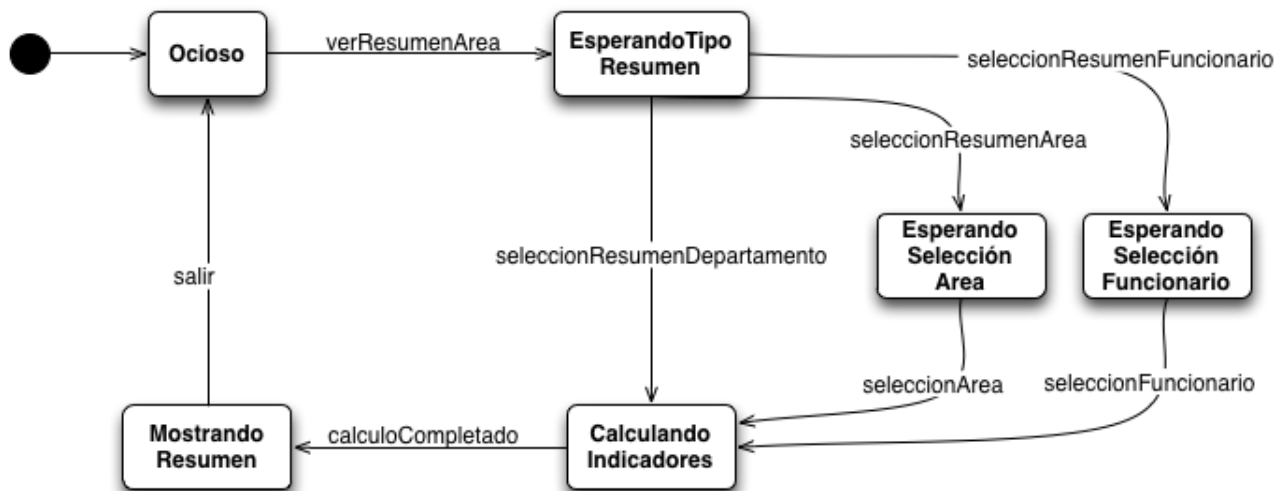 Ocioso
verResumenArea
EsperandoTipo
Resumen
seleccionResumenFuncionario
seleccionResumenArea
Esperando
Selección
Area
Esperando
Selección
Funcionario
seleccionResumenDepartamento
salir
seleccionArea
seleccionFuncionario
Mostrando
Resumen
calculoCompletado
Calculando
Indicadores